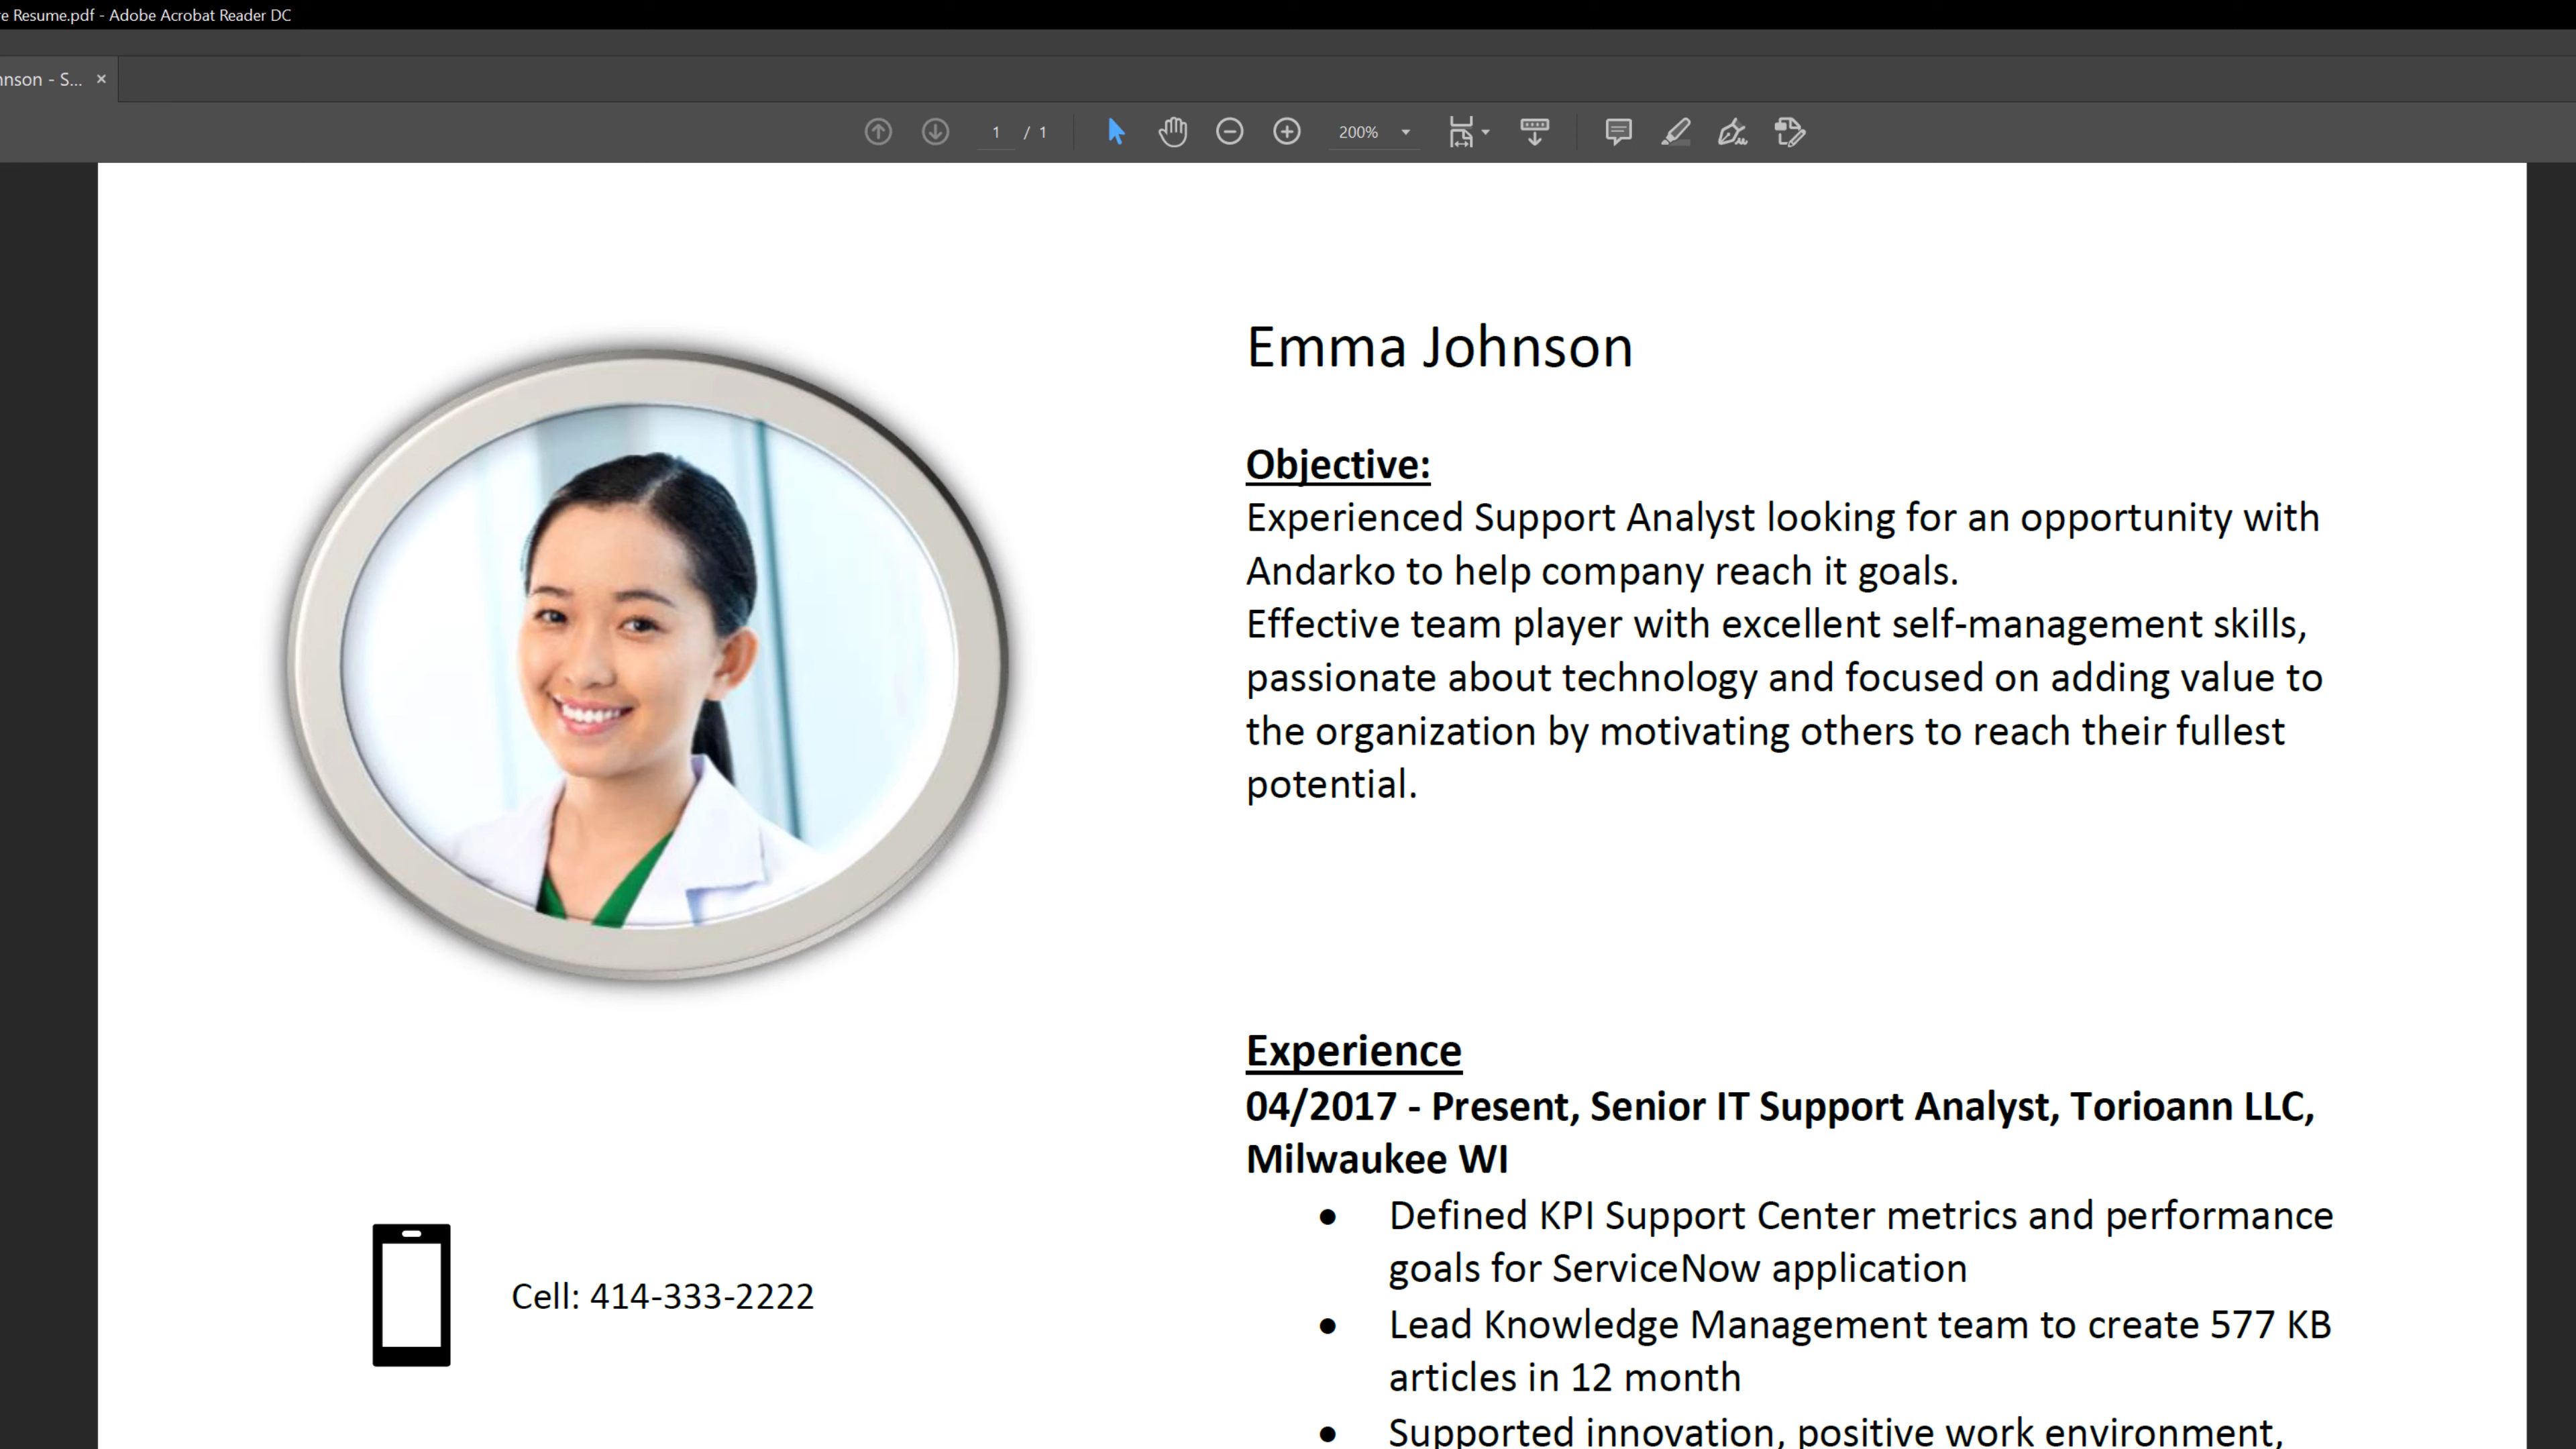 e Resume.pdf - Adobe Acrobat Reader DC
nson - S... ×
1 / 1
200%
Emma Johnson
Objective:
Experienced Support Analyst looking for an opportunity with
Andarko to help company reach it goals.
Effective team player with excellent self-management skills,
passionate about technology and focused on adding value to
the organization by motivating others to reach their fullest
potential.
Experience
04/2017 - Present, Senior IT Support Analyst, Torioann LLC,
Milwaukee WI
• Defined KPI Support Center metrics and performance
goals for ServiceNow application
• Lead Knowledge Management team to create 577 KB
articles in 12 month
• Supported innovation, positive work environment,
Cell: 414-333-2222